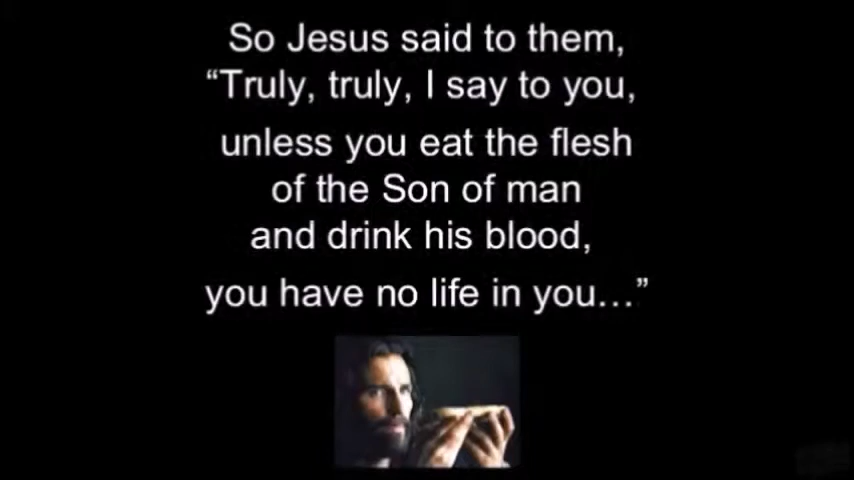 So Jesus said to them,
“Truly, truly, I say to you,
unless you eat the flesh
of the Son of man
and drink his blood,
you have no life in you…”